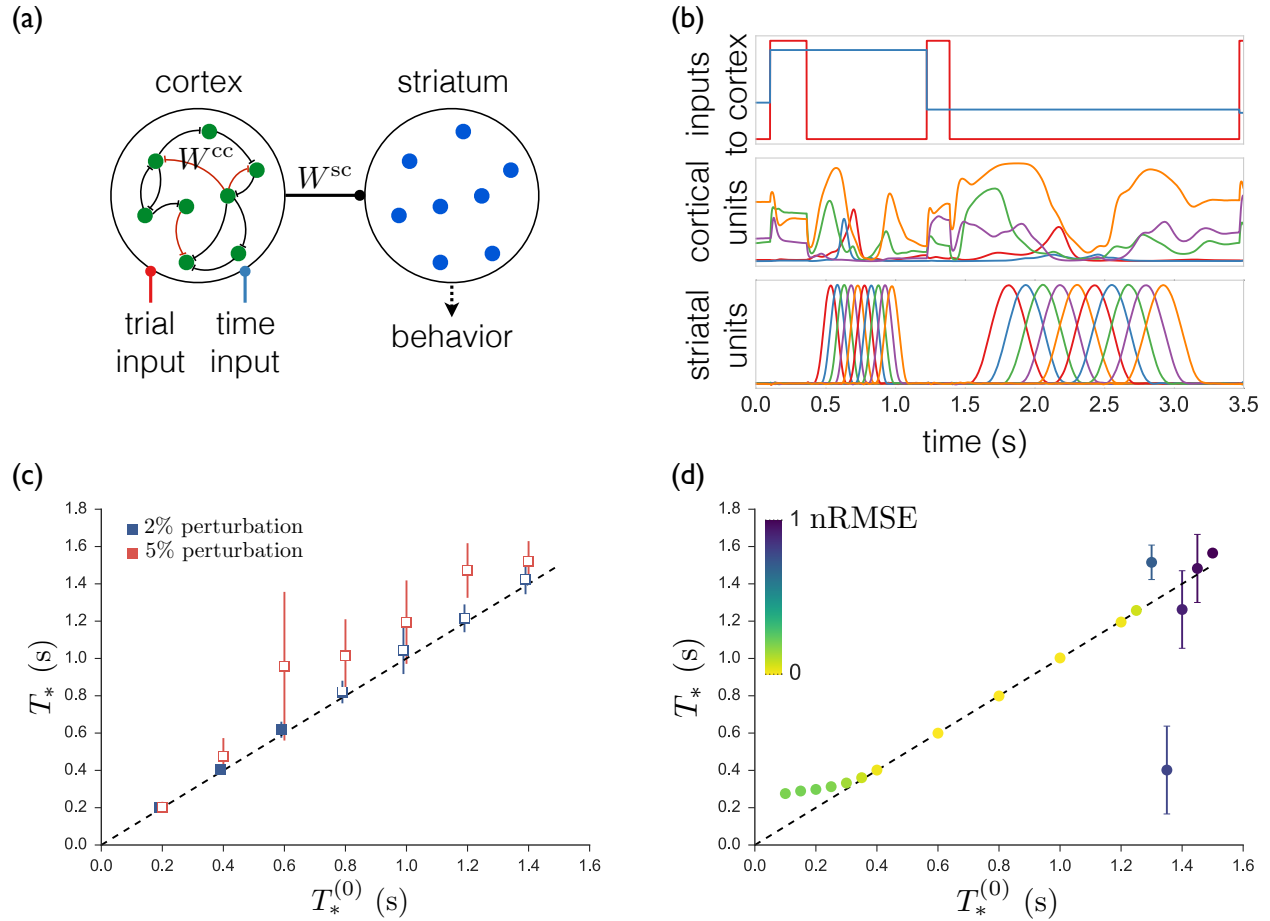 (a)
cortex
striatum
W^cc
W^sc
trial
input
time
input
behavior
(b)
inputs
to cortex
cortical
units
striatal
units
0.0 0.5 1.0 1.5 2.0 2.5 3.0 3.5
time (s)
(c)
1.8
1.6
1.4
1.2
1.0
0.8
0.6
0.4
0.2
0.0
2% perturbation
5% perturbation
T_* (s)
0.0 0.2 0.4 0.6 0.8 1.0 1.2 1.4 1.6
T_*^(0) (s)
(d)
1.8
1.6
1.4
1.2
1.0
0.8
0.6
0.4
0.2
0.0
1 nRMSE
0
T_* (s)
0.0 0.2 0.4 0.6 0.8 1.0 1.2 1.4 1.6
T_*^(0) (s)